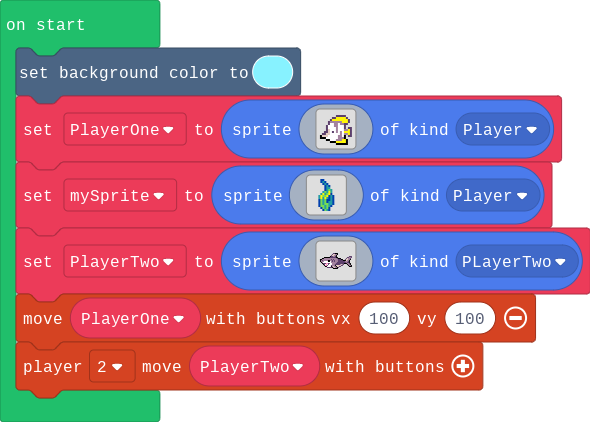 on start
set background color to
set PlayerOne to sprite of kind Player
set mySprite to sprite of kind Player
set PlayerTwo to sprite of kind PLayerTwo
move PlayerOne with buttons vx 100 vy 100
player 2 move PlayerTwo with buttons